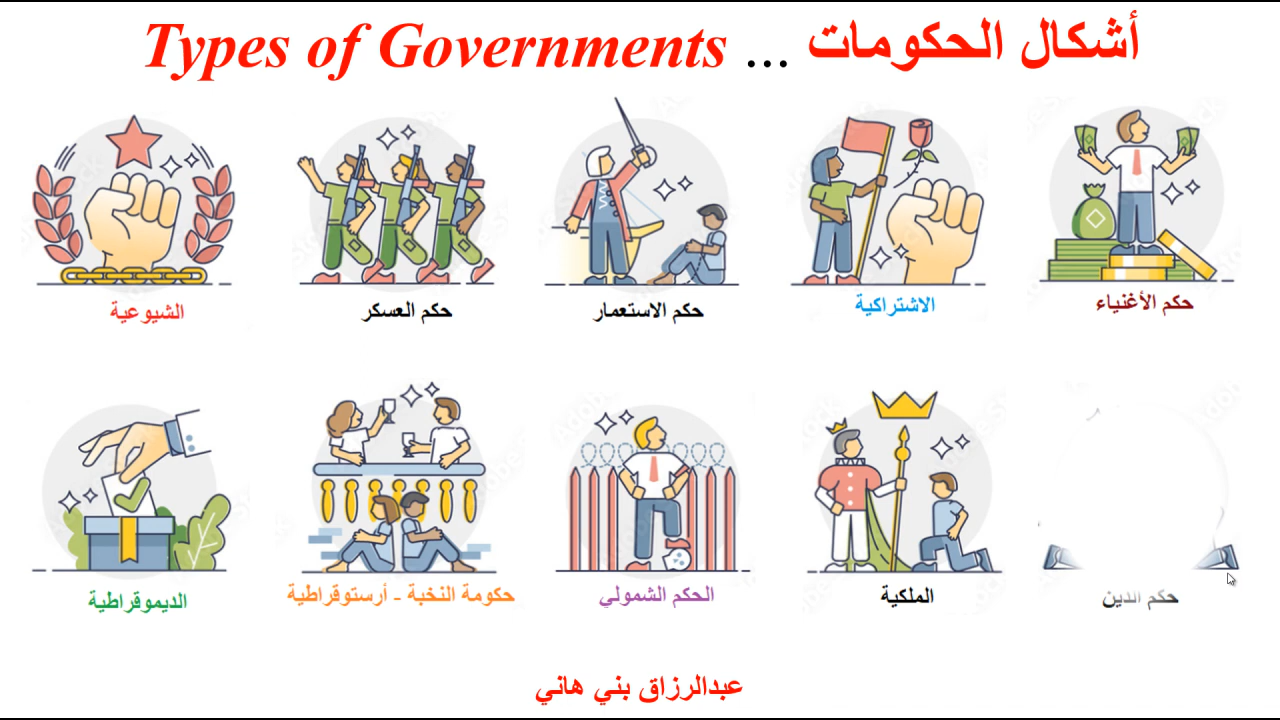 Types of Governments ... أشكال الحكومات
الشيوعية
حكم العسكر
حكم الاستعمار
الاشتراكية
حكم الأغنياء
الديموقراطية
حكومة النخبة - أرستوقراطية
الحكم الشمولي
الملكية
حكم الدين
عبدالرزاق بني هاني